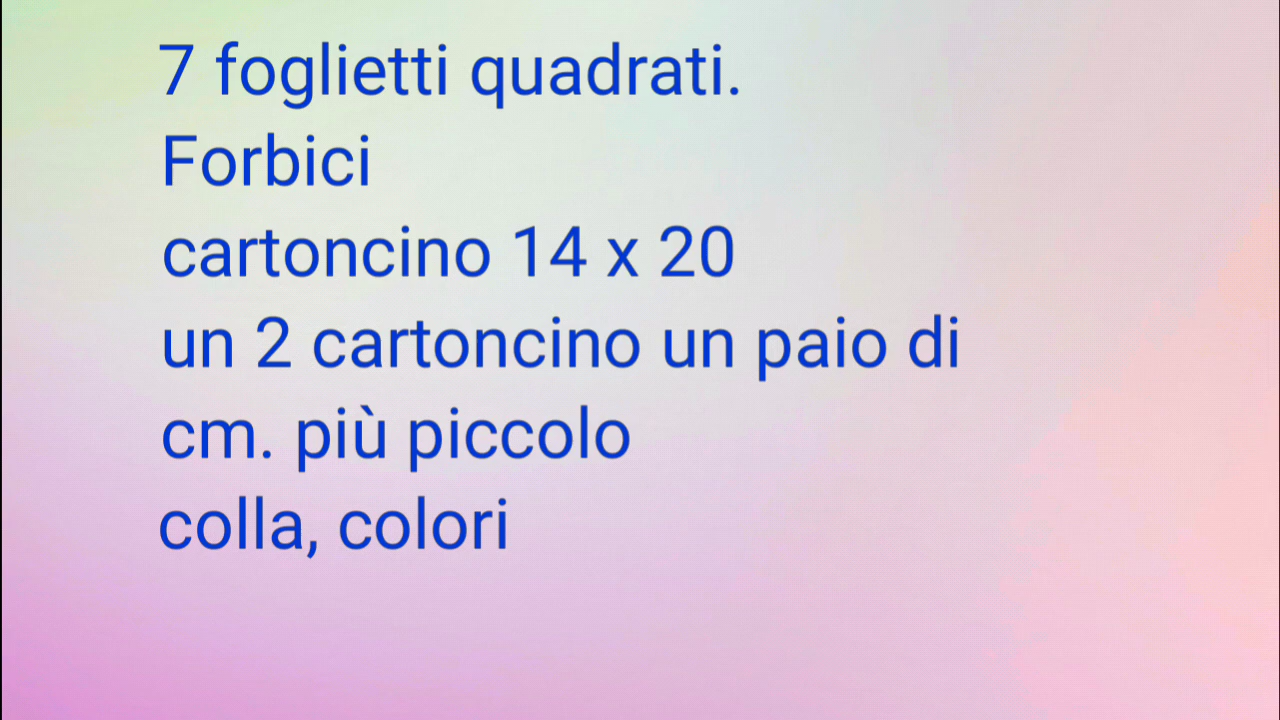 7 foglietti quadrati.
Forbici
cartoncino 14 x 20
un 2 cartoncino un paio di
cm. più piccolo
colla, colori